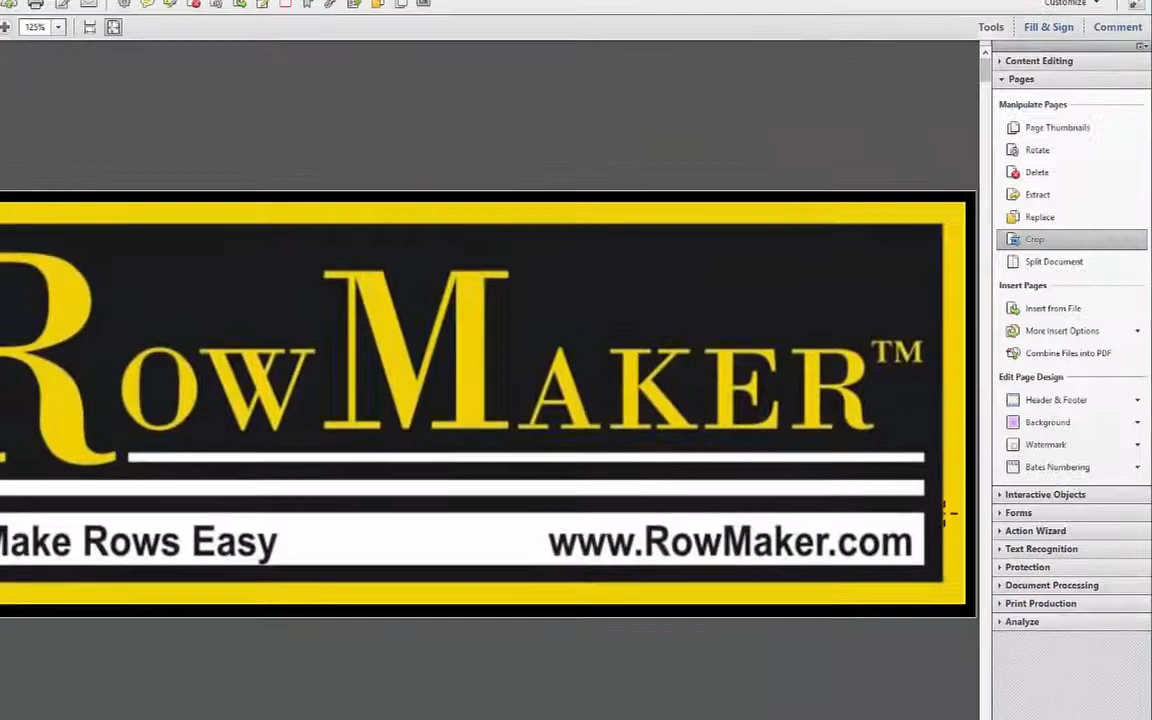 Customize
125%
Tools
Fill & Sign
Comment
Content Editing
Pages
Manipulate Pages
Page Thumbnails
Rotate
Delete
Extract
Replace
Crop
Split Document
Insert Pages
Insert from File
More Insert Options
Combine Files into PDF
Edit Page Design
Header & Footer
Background
Watermark
Bates Numbering
Interactive Objects
Forms
Action Wizard
Text Recognition
Protection
Document Processing
Print Production
Analyze
ROWMAKER™
Make Rows Easy
www.RowMaker.com